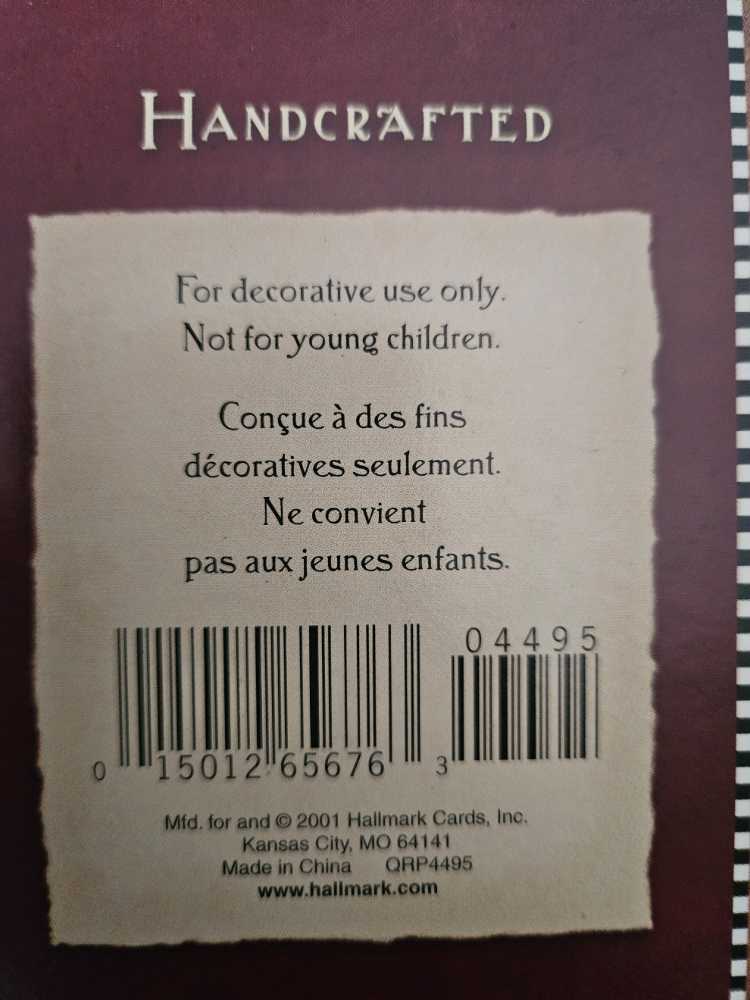 HANDCRAFTED
For decorative use only.
Not for young children.
Conçue à des fins
décoratives seulement.
Ne convient
pas aux jeunes enfants.
04495
0 15012 65676 3
Mfd. for and © 2001 Hallmark Cards, Inc.
Kansas City, MO 64141
Made in China QRP4495
www.hallmark.com